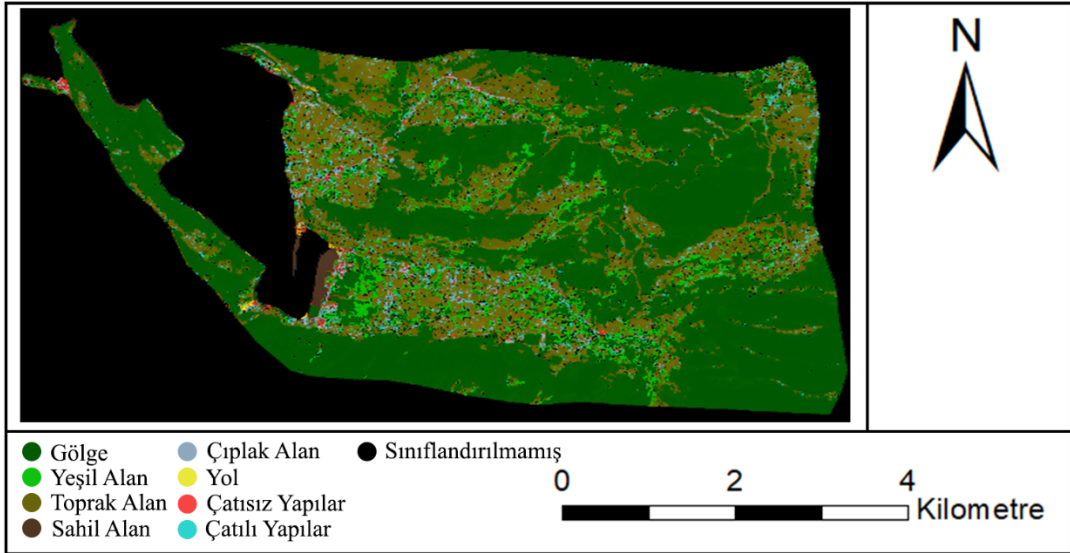 N
Gölge
Yeşil Alan
Toprak Alan
Sahil Alan
Çıplak Alan
Yol
Çatısız Yapılar
Çatılı Yapılar
Sınıflandırılmamış
0 2 4
Kilometre